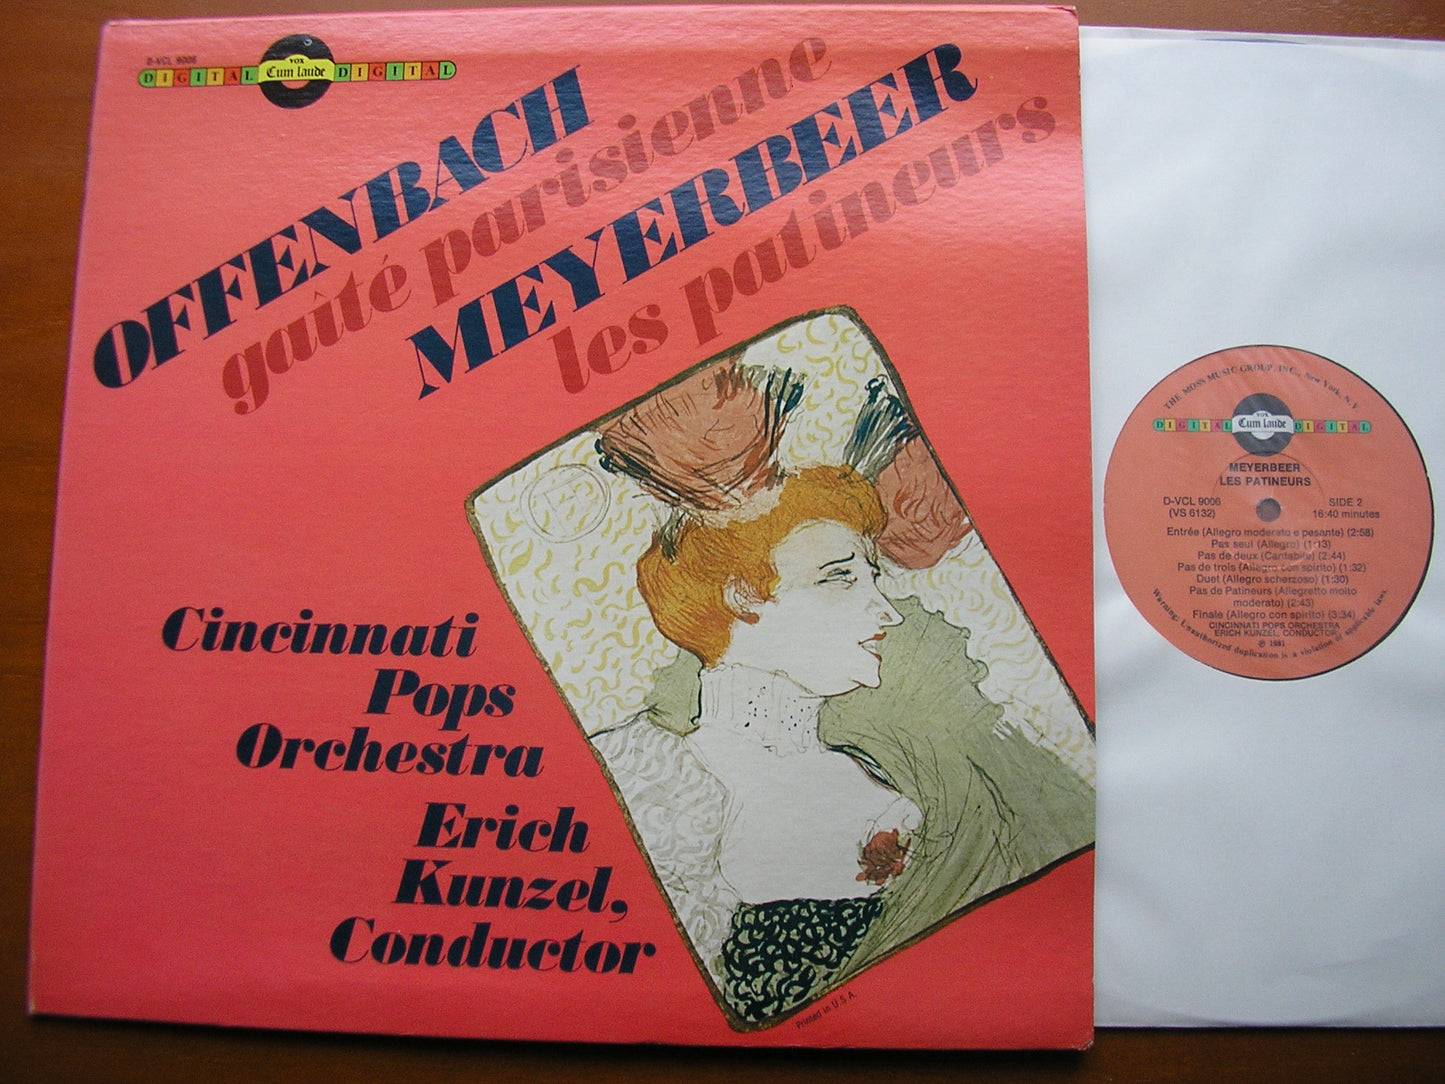 D-VCL 9006
DIGITAL VOX Cum laude DIGITAL
OFFENBACH
gaîté parisienne
MEYERBEER
les patineurs
Cincinnati
Pops
Orchestra
Erich
Kunzel,
Conductor
Printed in U.S.A.
THE MOSS MUSIC GROUP, INC., New York, N.Y.
DIGITAL VOX Cum laude DIGITAL
MEYERBEER
LES PATINEURS
D-VCL 9006 SIDE 2
(VS 6132) 16:40 minutes
Entrée (Allegro moderato e pesante) (2:58)
Pas seul (Allegro) (1:13)
Pas de deux (Cantabile) (2:44)
Pas de trois (Allegro con spirito) (1:32)
Duet (Allegro scherzoso) (1:30)
Pas de Patineurs (Allegretto molto
moderato) (2:43)
Finale (Allegro con spirito) (3:34)
CINCINNATI POPS ORCHESTRA
ERICH KUNZEL, CONDUCTOR
℗ 1981
Warning: Unauthorized duplication is a violation of applicable laws.